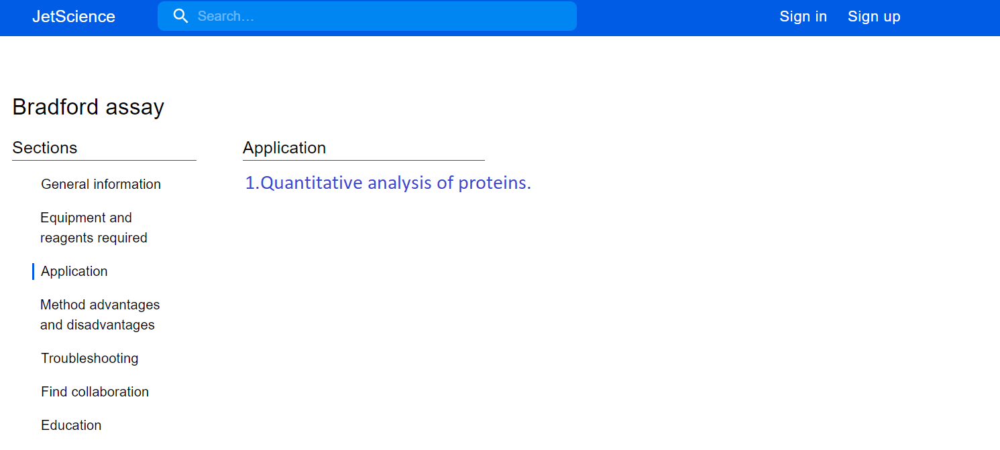 JetScience
Search…
Sign in
Sign up
Bradford assay
Sections
General information
Equipment and
reagents required
Application
Method advantages
and disadvantages
Troubleshooting
Find collaboration
Education
Application
1.Quantitative analysis of proteins.